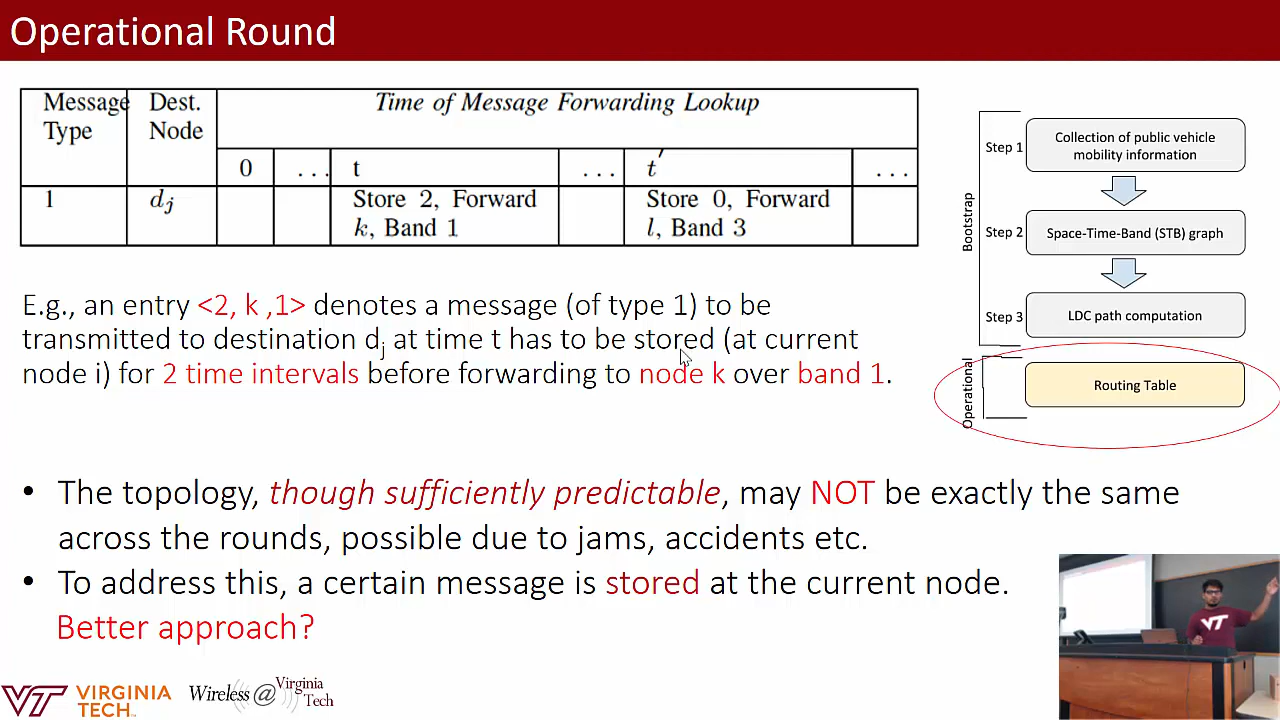 Operational Round
Message Type
Dest. Node
Time of Message Forwarding Lookup
0 ... t ... t′ ...
1 dj
Store 2, Forward
k, Band 1
Store 0, Forward
l, Band 3
E.g., an entry <2, k ,1> denotes a message (of type 1) to be
transmitted to destination dj at time t has to be stored (at current
node i) for 2 time intervals before forwarding to node k over band 1.
Bootstrap
Step 1
Collection of public vehicle
mobility information
Step 2
Space-Time-Band (STB) graph
Step 3
LDC path computation
Operational
Routing Table
• The topology, though sufficiently predictable, may NOT be exactly the same
across the rounds, possible due to jams, accidents etc.
• To address this, a certain message is stored at the current node.
Better approach?
VT VIRGINIA
TECH™
Wireless@Virginia
Tech
VT